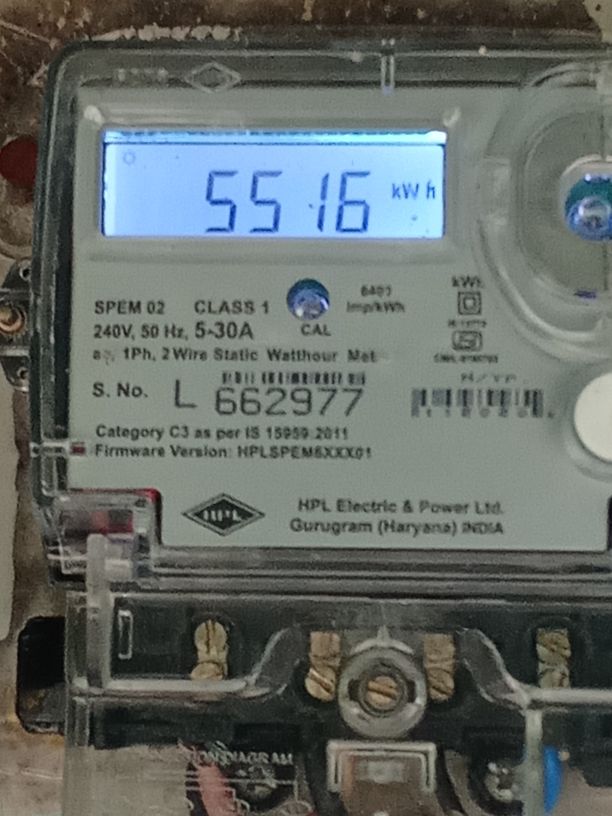 5516 kWh
kWh
SPEM 02 CLASS 1
Imp/kWh
240V, 50 Hz, 5-30A CAL
1Ph, 2 Wire Static Watthour Met
S. No. L 662977
Category C3 as per IS 15959:2011
Firmware Version: HPLSPEM6XXX01
HPL
HPL Electric & Power Ltd.
Gurugram (Haryana) INDIA
DIAGRAM